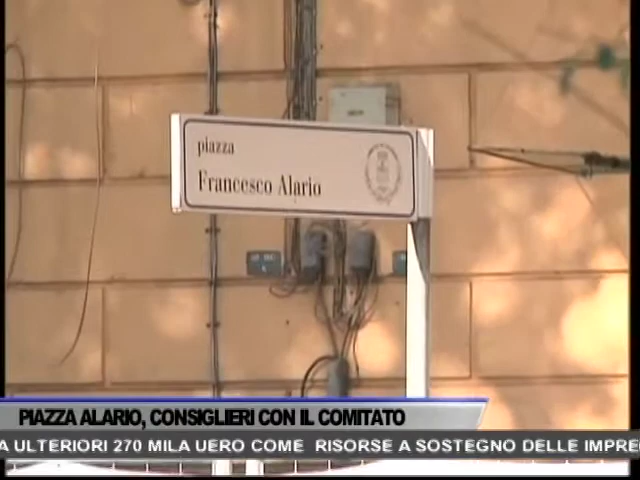 piazza
Francesco Alario
PIAZZA ALARIO, CONSIGLIERI CON IL COMITATO
A ULTERIORI 270 MILA UERO COME RISORSE A SOSTEGNO DELLE IMPRE